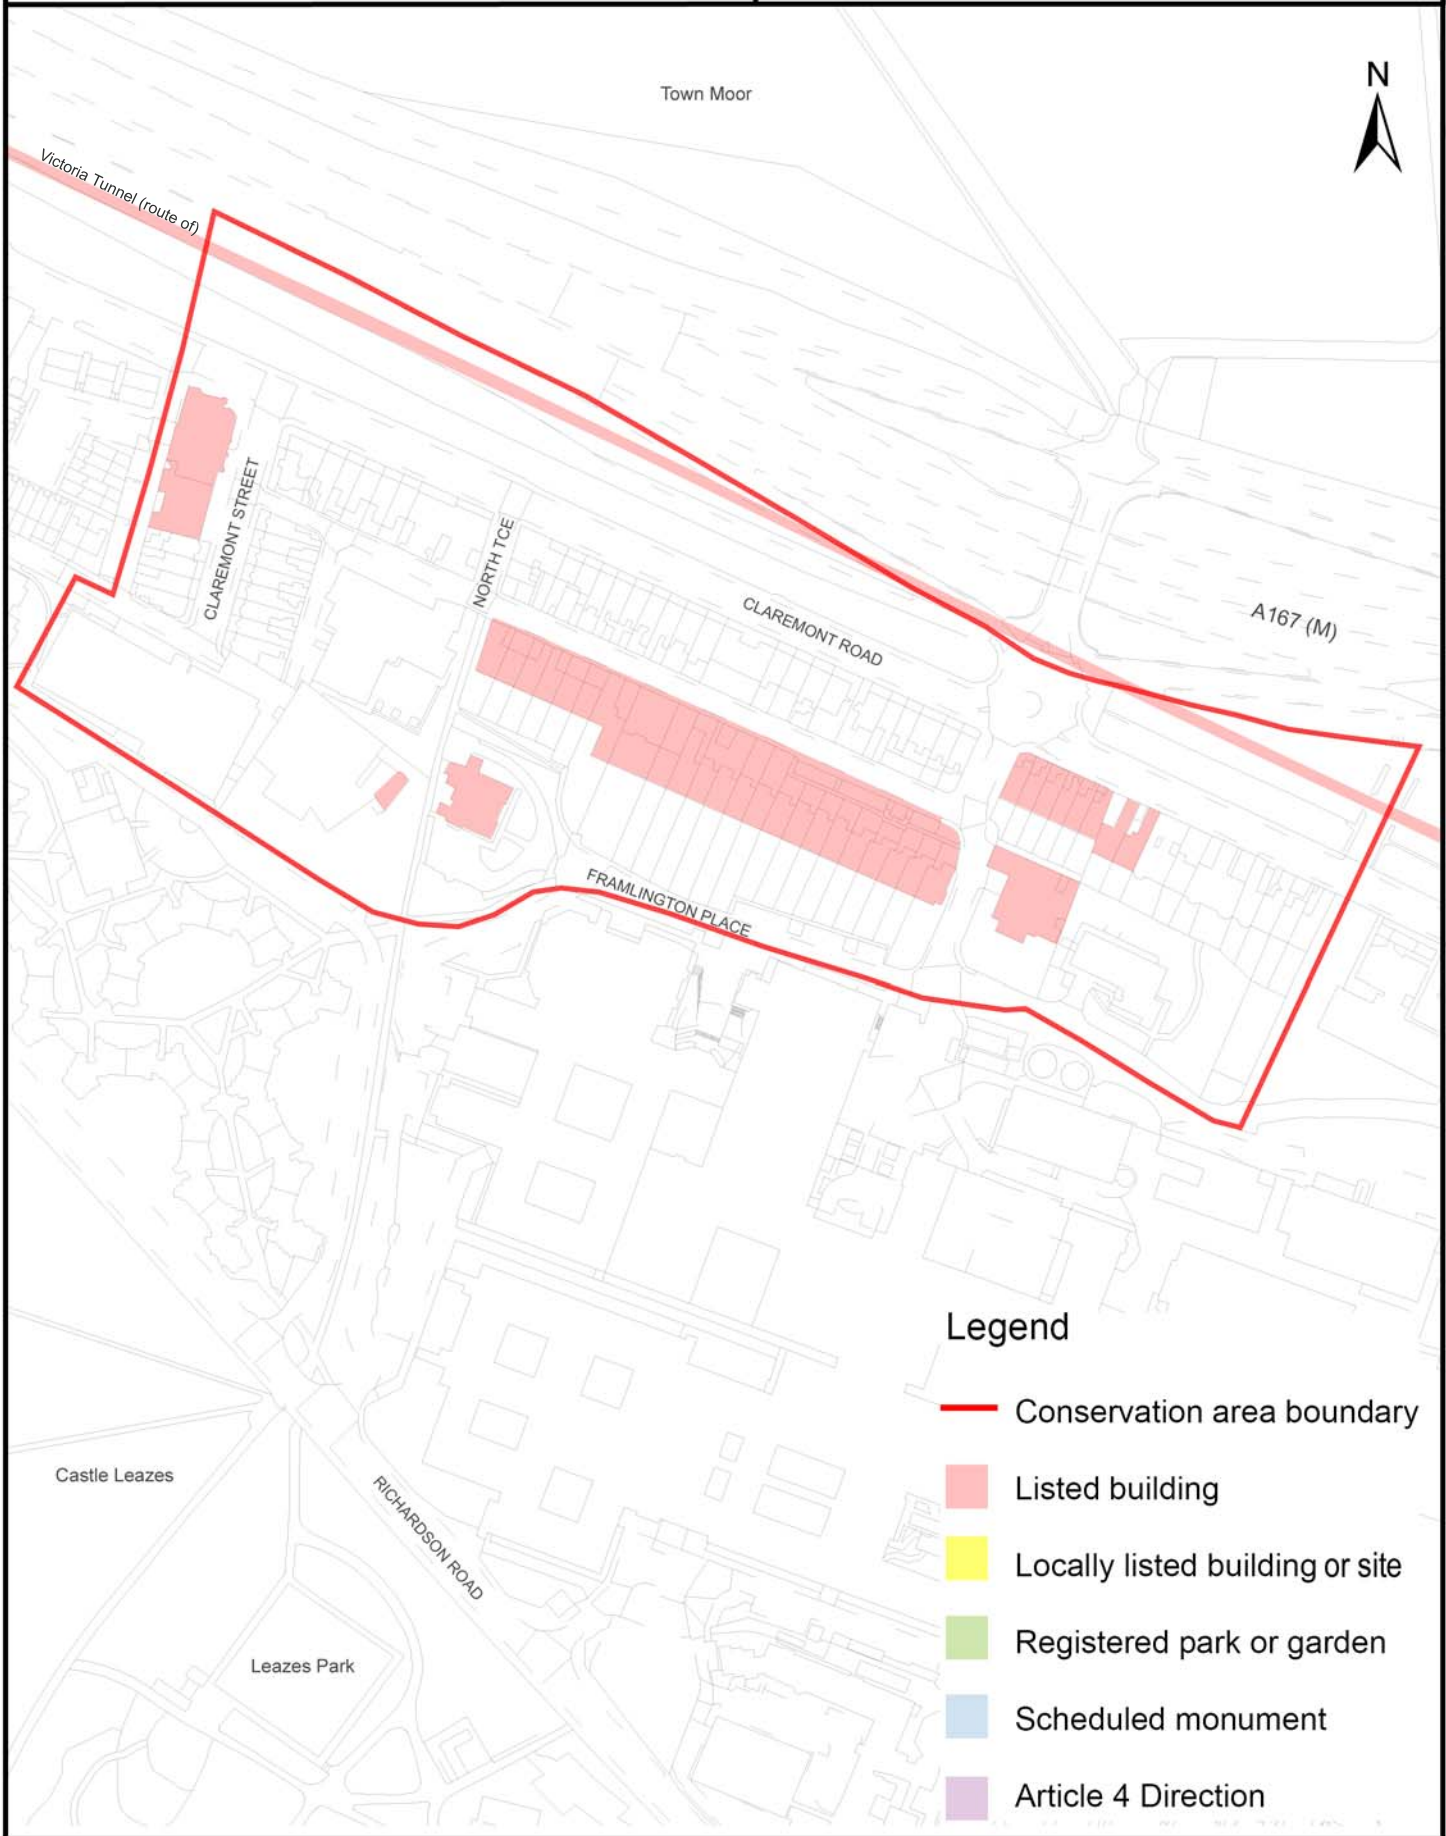 Town Moor
N
Victoria Tunnel (route of)
CLAREMONT STREET
NORTH TCE
CLAREMONT ROAD
A167 (M)
FRAMLINGTON PLACE
Castle Leazes
RICHARDSON ROAD
Leazes Park
Legend
Conservation area boundary
Listed building
Locally listed building or site
Registered park or garden
Scheduled monument
Article 4 Direction